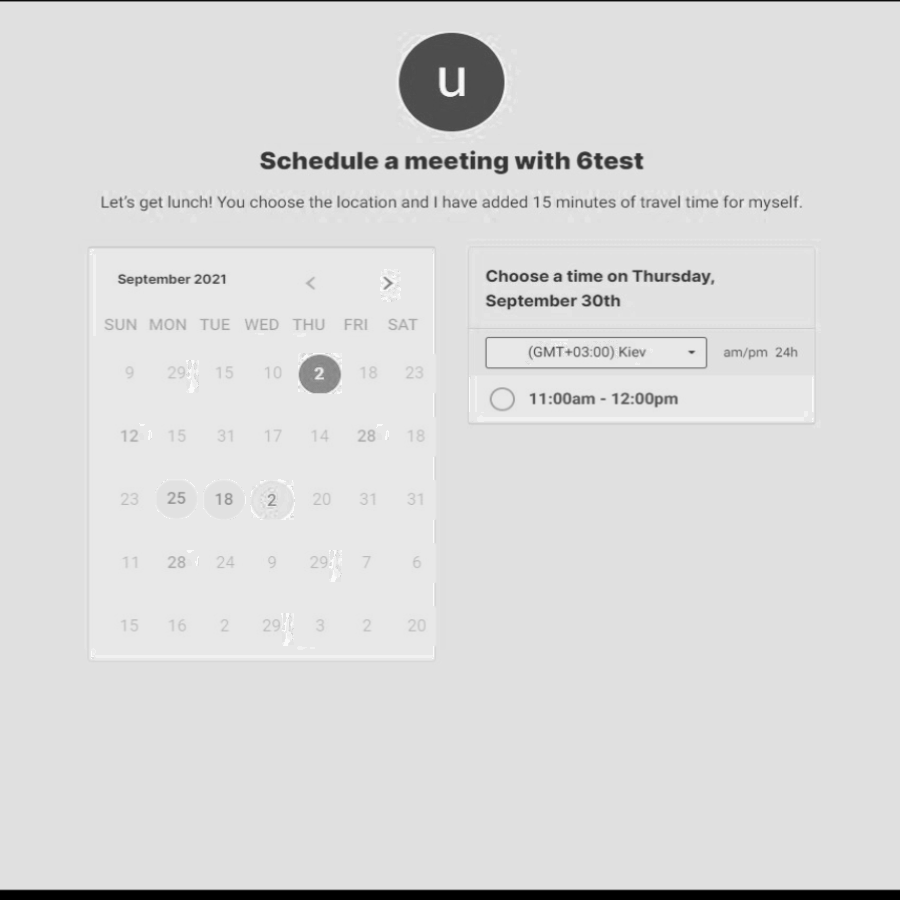 u
Schedule a meeting with 6test
Let's get lunch! You choose the location and I have added 15 minutes of travel time for myself.
September 2021
< >
SUN MON TUE WED THU FRI SAT
9 29 15 10 2 18 23
12 15 31 17 14 28 18
23 25 18 2 20 31 31
11 28 24 9 29 7 6
15 16 2 29 3 2 20
Choose a time on Thursday,
September 30th
(GMT+03:00) Kiev am/pm 24h
11:00am - 12:00pm